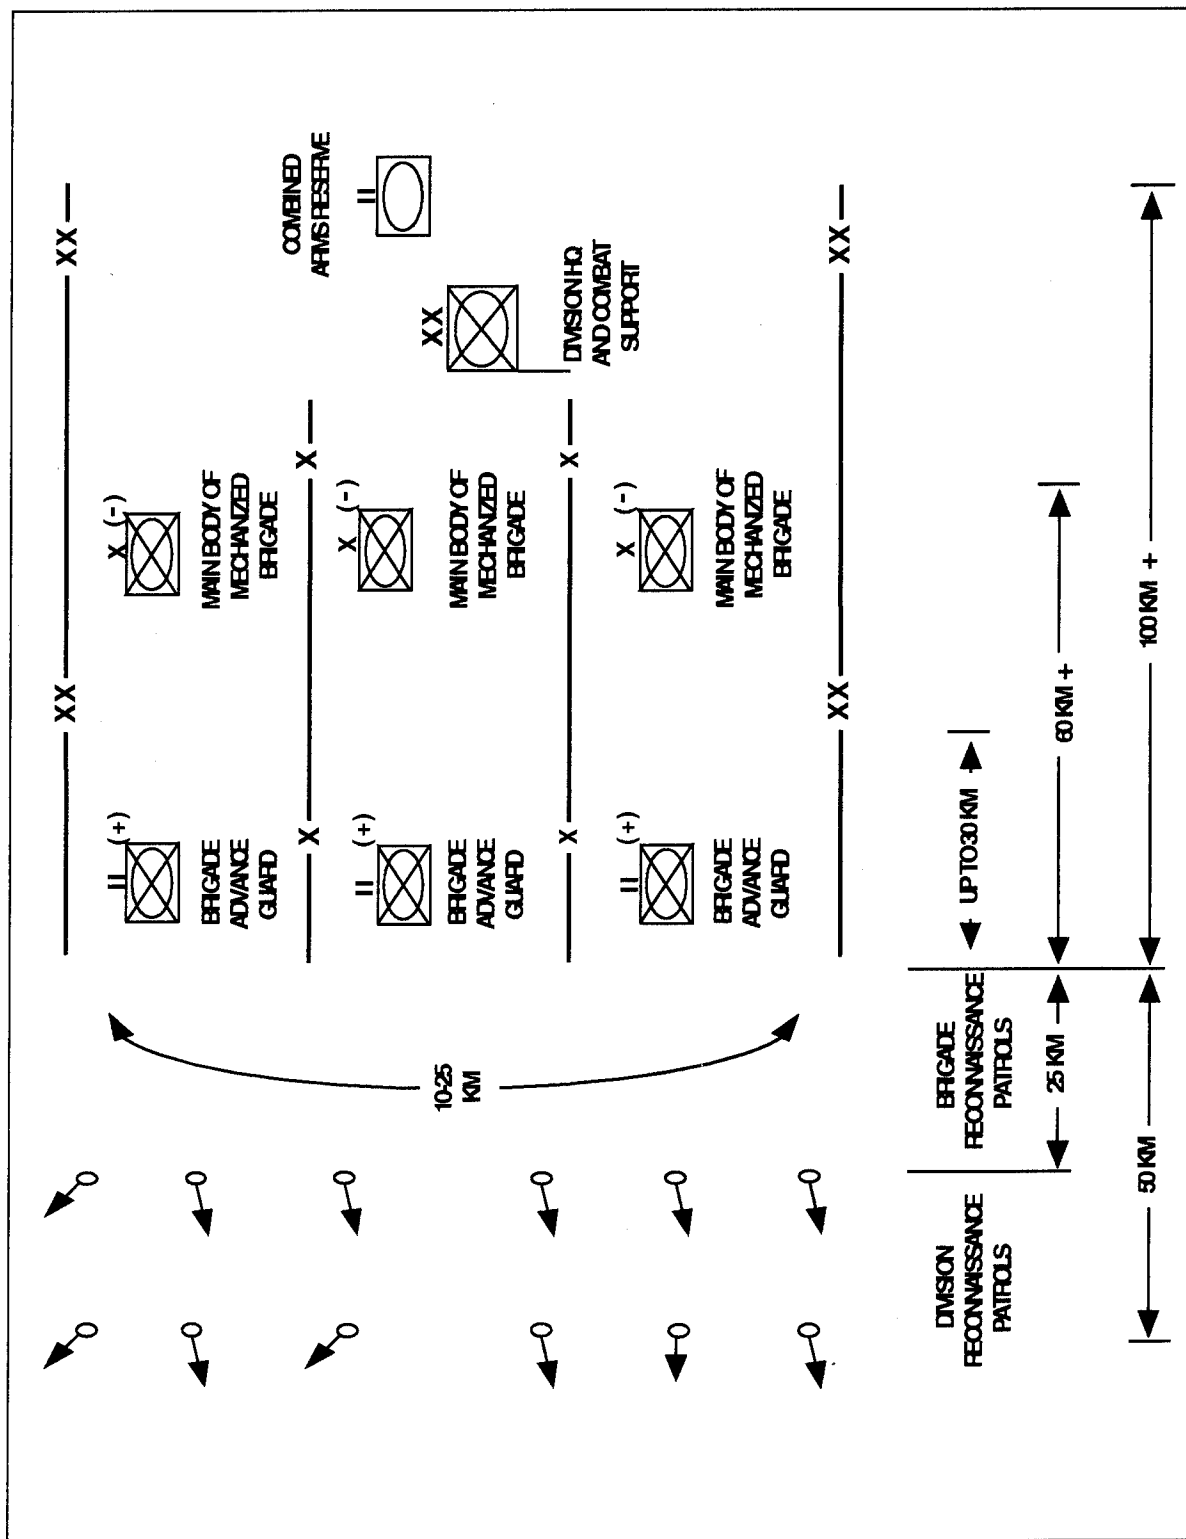 XX
XX
II (+)
BRIGADE
ADVANCE
GUARD
X (-)
MAIN BODY OF
MECHANIZED
BRIGADE
COMBINED
ARMS RESERVE
II
X
X
II (+)
BRIGADE
ADVANCE
GUARD
X (-)
MAIN BODY OF
MECHANIZED
BRIGADE
XX
DIVISION HQ
AND COMBAT
SUPPORT
10-25
KM
X
X
II (+)
BRIGADE
ADVANCE
GUARD
X (-)
MAIN BODY OF
MECHANIZED
BRIGADE
XX
XX
DIVISION
RECONNAISSANCE
PATROLS
BRIGADE
RECONNAISSANCE
PATROLS
UP TO 30 KM
25 KM
60 KM +
50 KM
100 KM +